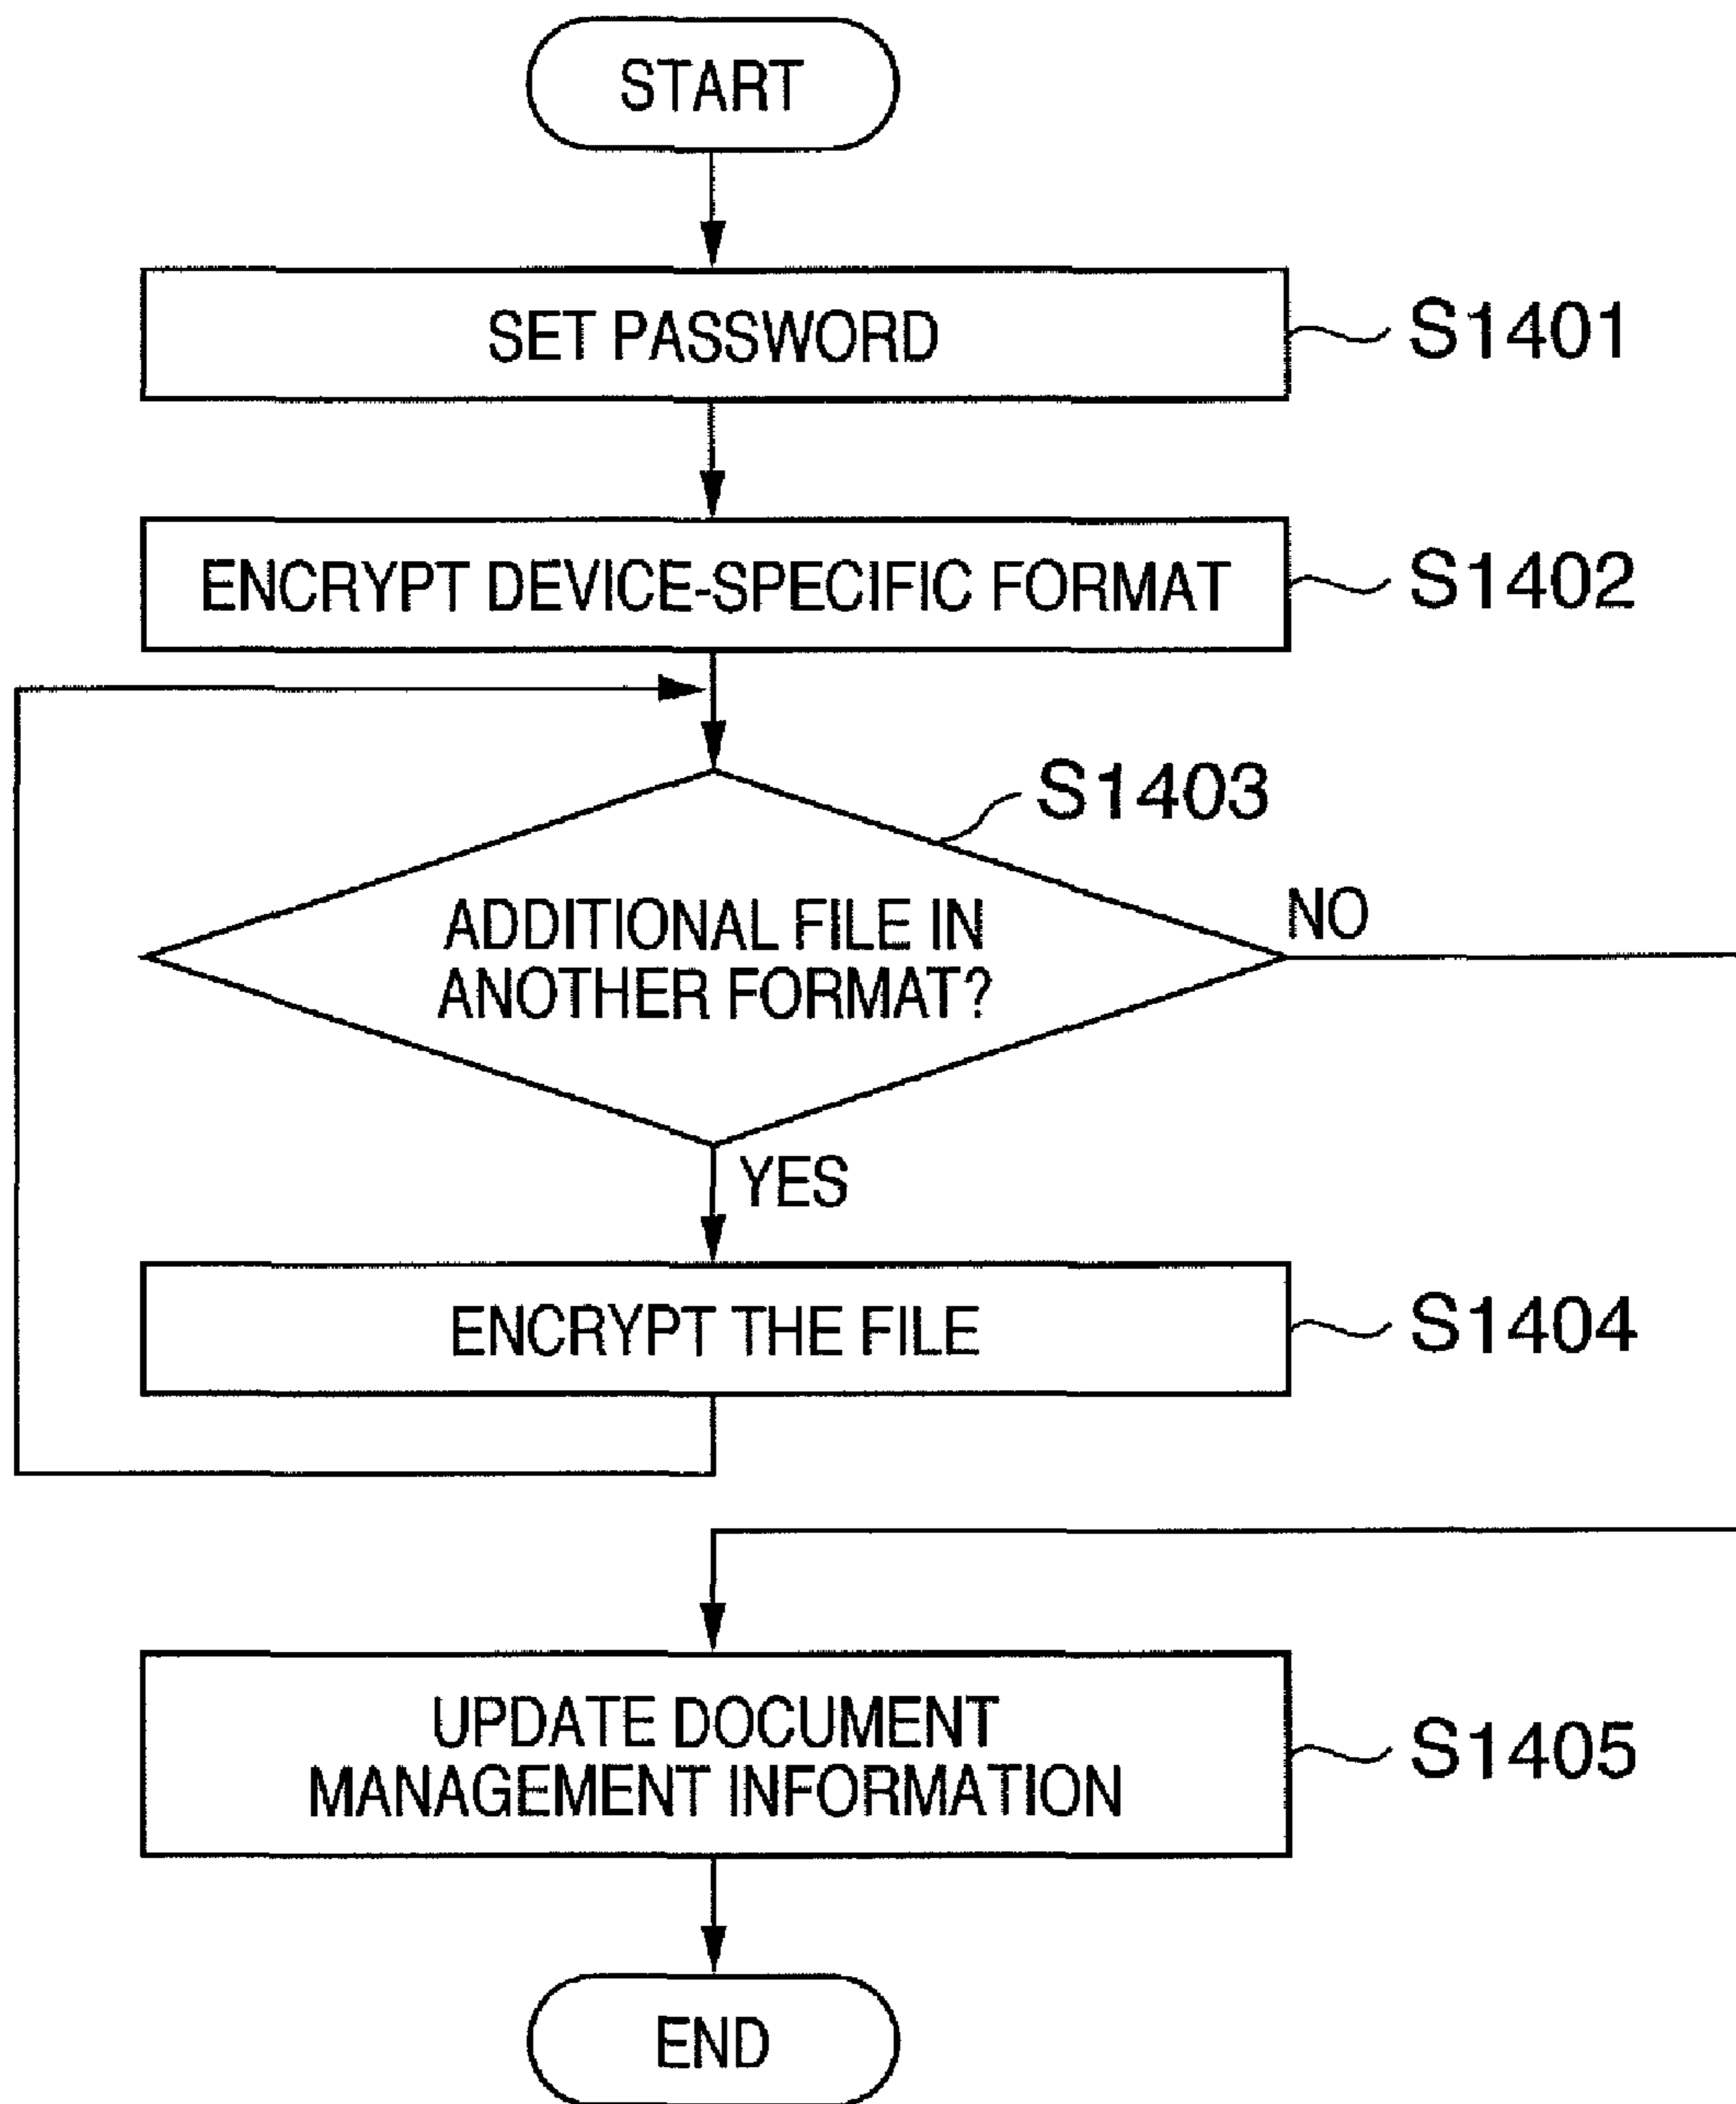 START
SET PASSWORD
S1401
ENCRYPT DEVICE-SPECIFIC FORMAT
S1402
S1403
ADDITIONAL FILE IN
ANOTHER FORMAT?
NO
YES
ENCRYPT THE FILE
S1404
UPDATE DOCUMENT
MANAGEMENT INFORMATION
S1405
END